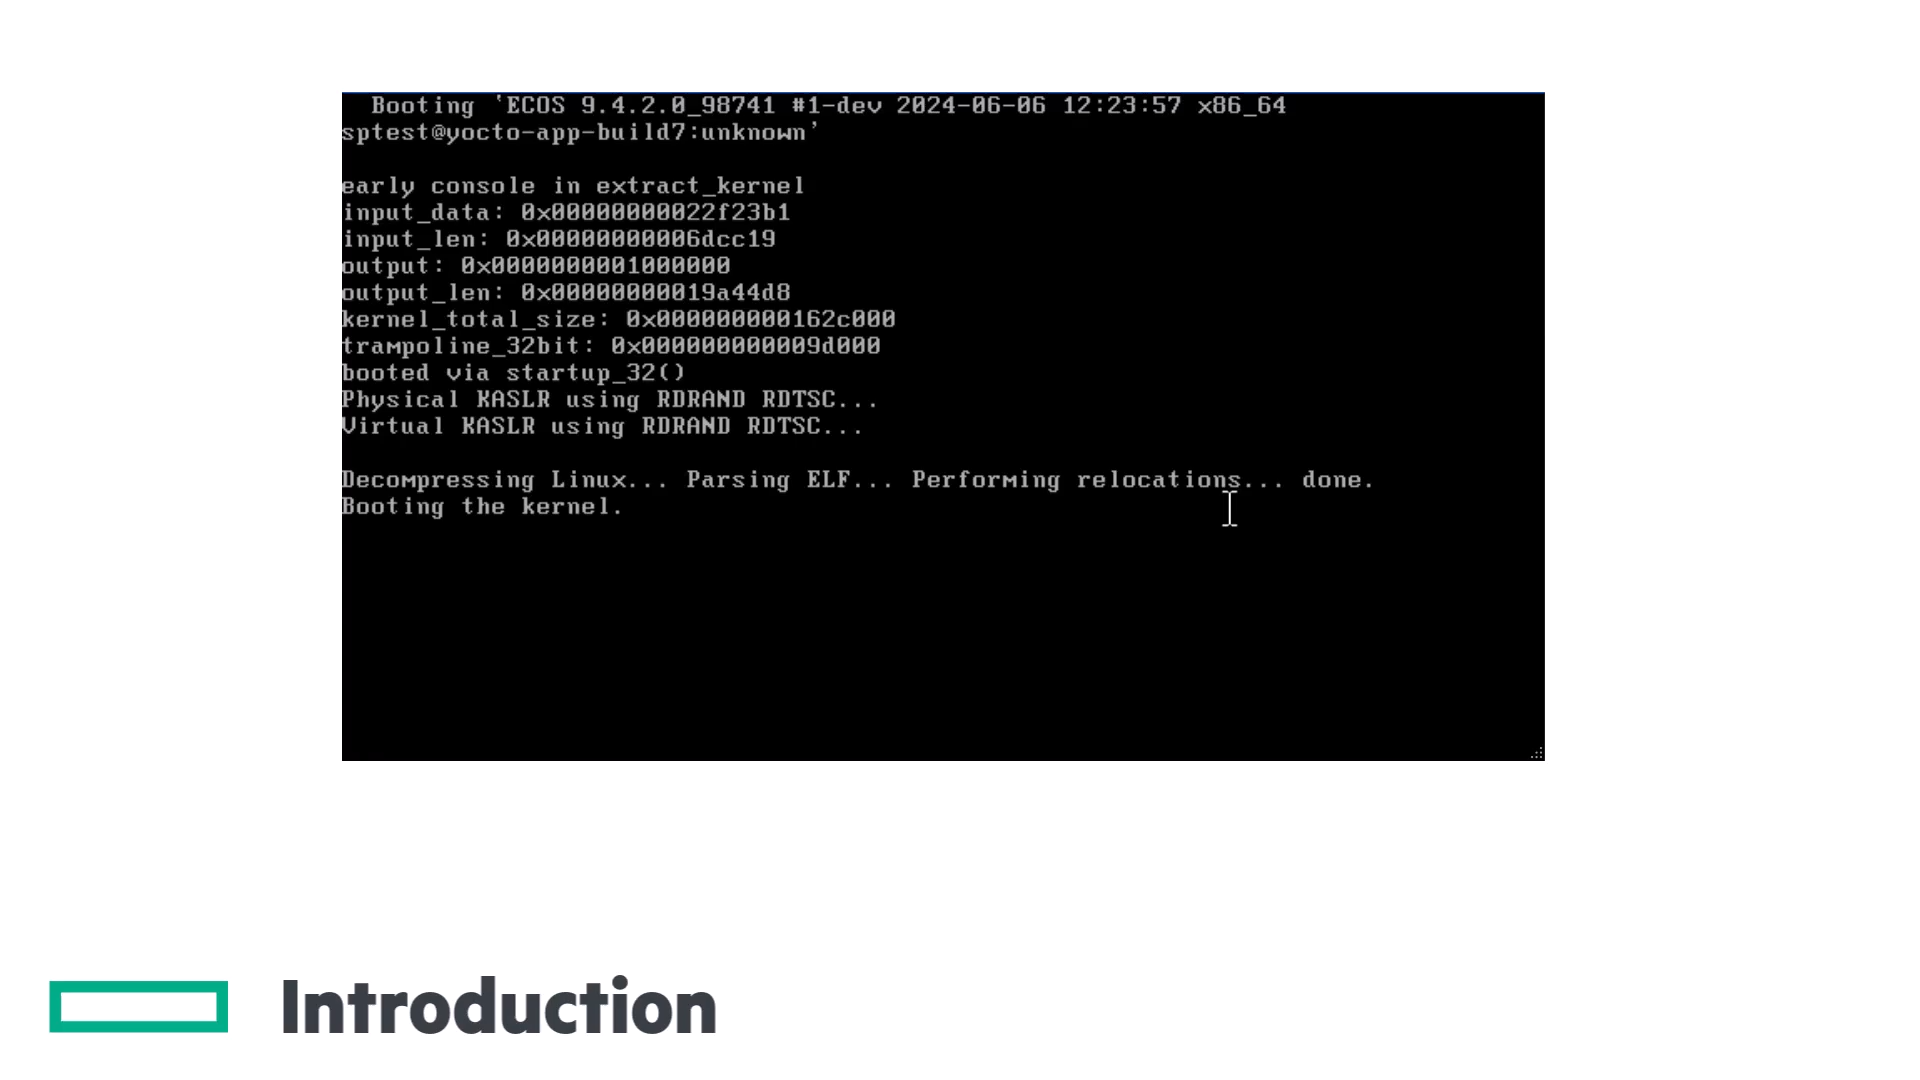 Booting 'ECOS 9.4.2.0_98741 #1-dev 2024-06-06 12:23:57 x86_64
sptest@yocto-app-build7:unknown'
early console in extract_kernel
input_data: 0x00000000022f23b1
input_len: 0x00000000006dcc19
output: 0x0000000001000000
output_len: 0x00000000019a44d8
kernel_total_size: 0x000000000162c000
trampoline_32bit: 0x000000000009d000
booted via startup_32()
Physical KASLR using RDRAND RDTSC...
Virtual KASLR using RDRAND RDTSC...
Decompressing Linux... Parsing ELF... Performing relocations... done.
Booting the kernel.
Introduction